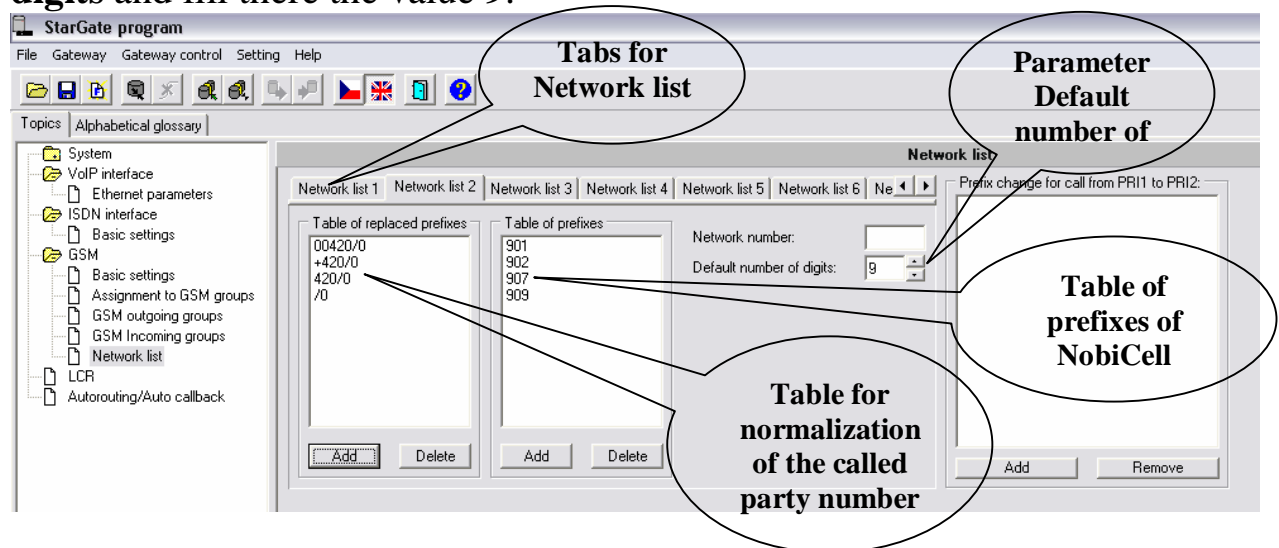 digits and fill there the value 9.
StarGate program
File Gateway Gateway control Setting Help
Tabs for
Network list
Parameter
Default
number of
Topics Alphabetical glossary
System
VoIP interface
Ethernet parameters
ISDN interface
Basic settings
GSM
Basic settings
Assignment to GSM groups
GSM outgoing groups
GSM Incoming groups
Network list
LCR
Autorouting/Auto callback
Network list
Network list 1 Network list 2 Network list 3 Network list 4 Network list 5 Network list 6 Ne
Table of replaced prefixes
00420/0
+420/0
420/0
/0
Add Delete
Table of prefixes
901
902
907
909
Add Delete
Network number:
Default number of digits: 9
Prefix change for call from PRI1 to PRI2:
Add Remove
Table of
prefixes of
NobiCell
Table for
normalization
of the called
party number